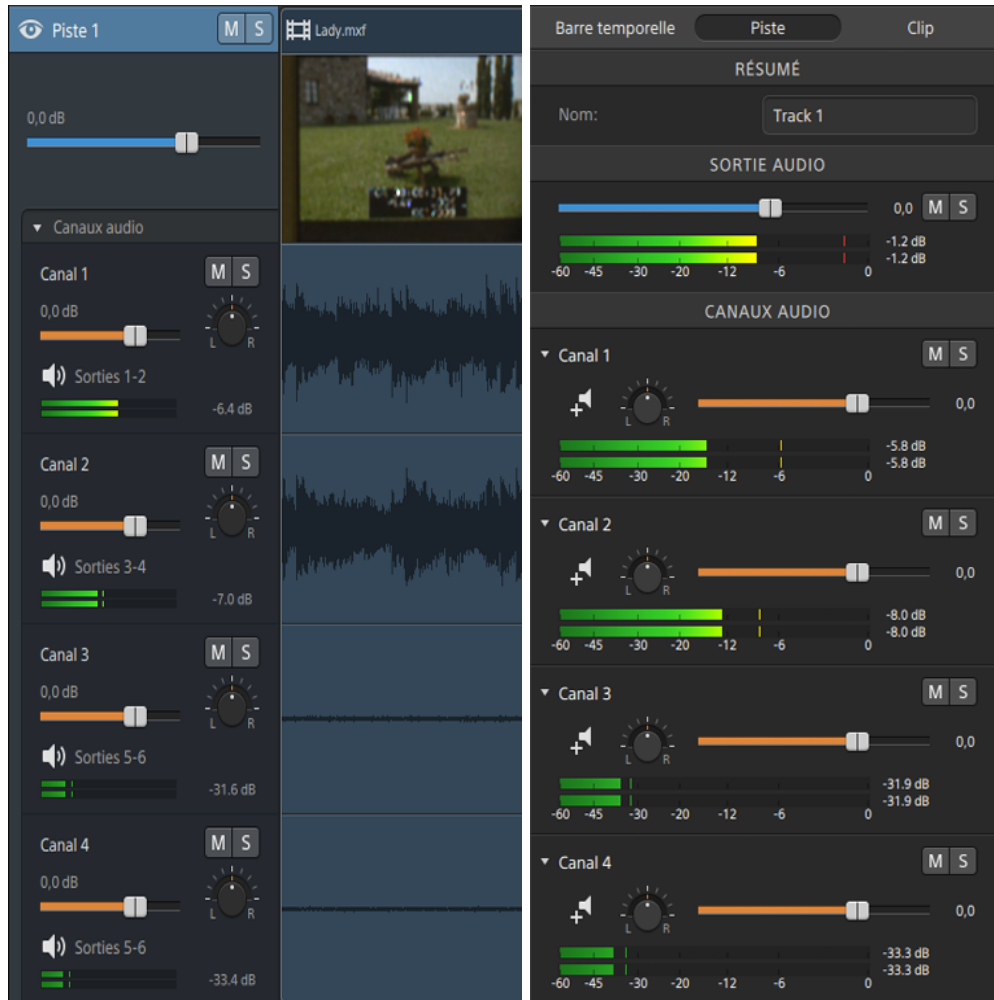 Piste 1
M S
Lady.mxf
0,0 dB
Canaux audio
Canal 1
M S
0,0 dB
L R
Sorties 1-2
-6.4 dB
Canal 2
M S
0,0 dB
L R
Sorties 3-4
-7.0 dB
Canal 3
M S
0,0 dB
L R
Sorties 5-6
-31.6 dB
Canal 4
M S
0,0 dB
L R
Sorties 5-6
-33.4 dB
Barre temporelle Piste Clip
RÉSUMÉ
Nom: Track 1
SORTIE AUDIO
0,0 M S
-1.2 dB
-1.2 dB
-60 -45 -30 -20 -12 -6 0
CANAUX AUDIO
Canal 1 M S
L R
0,0
-5.8 dB
-5.8 dB
-60 -45 -30 -20 -12 -6 0
Canal 2 M S
L R
0,0
-8.0 dB
-8.0 dB
-60 -45 -30 -20 -12 -6 0
Canal 3 M S
L R
0,0
-31.9 dB
-31.9 dB
-60 -45 -30 -20 -12 -6 0
Canal 4 M S
L R
0,0
-33.3 dB
-33.3 dB
-60 -45 -30 -20 -12 -6 0